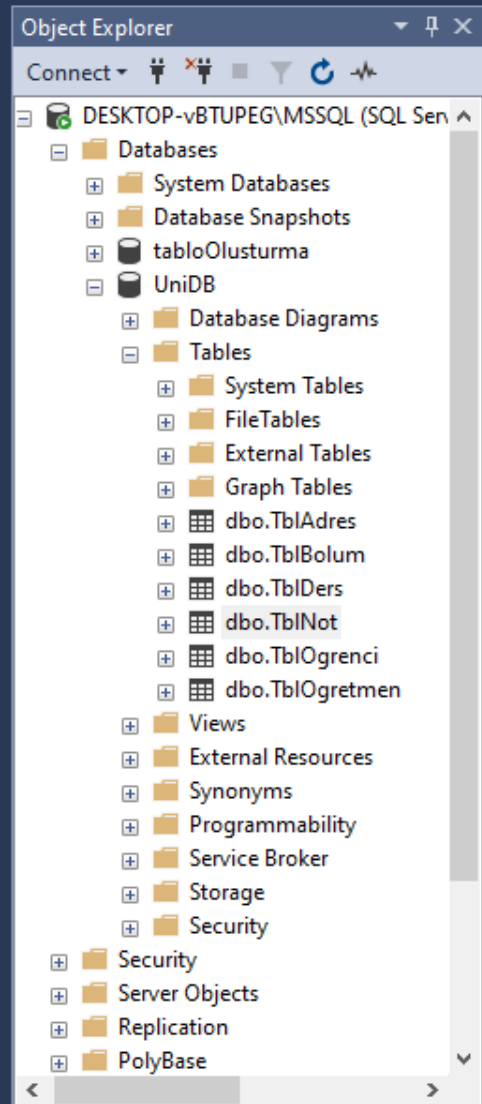 Object Explorer
Connect
DESKTOP-vBTUPEG\MSSQL (SQL Ser
Databases
System Databases
Database Snapshots
tabloOlusturma
UniDB
Database Diagrams
Tables
System Tables
FileTables
External Tables
Graph Tables
dbo.TblAdres
dbo.TblBolum
dbo.TblDers
dbo.TblNot
dbo.TblOgrenci
dbo.TblOgretmen
Views
External Resources
Synonyms
Programmability
Service Broker
Storage
Security
Security
Server Objects
Replication
PolyBase